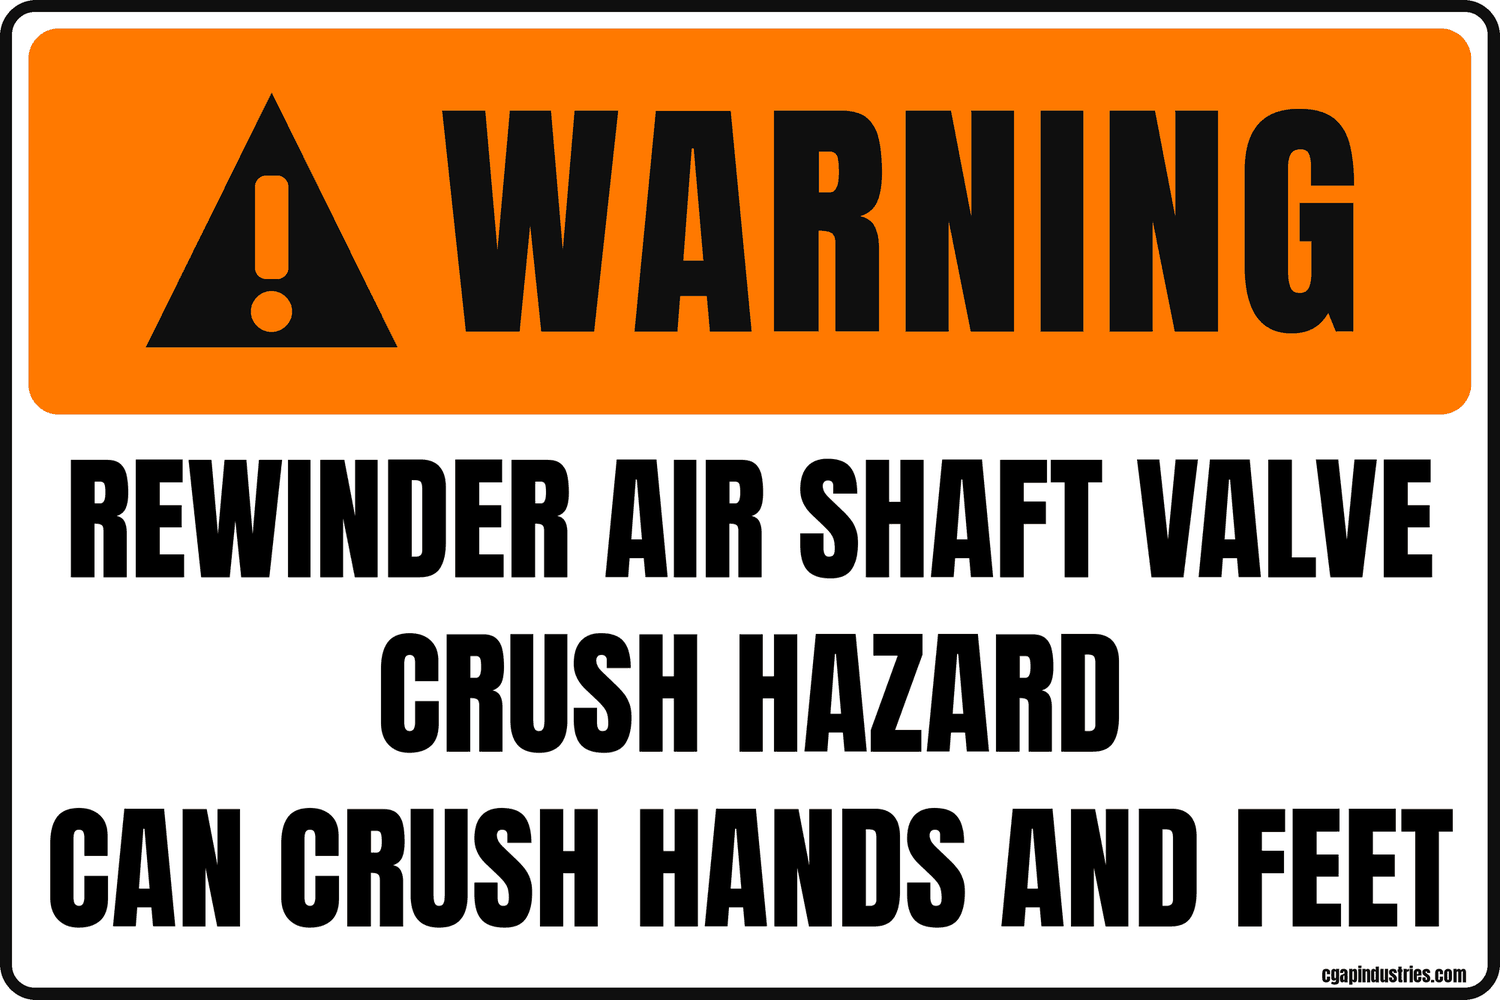 WARNING
REWINDER AIR SHAFT VALVE
CRUSH HAZARD
CAN CRUSH HANDS AND FEET
cgapindustries.com